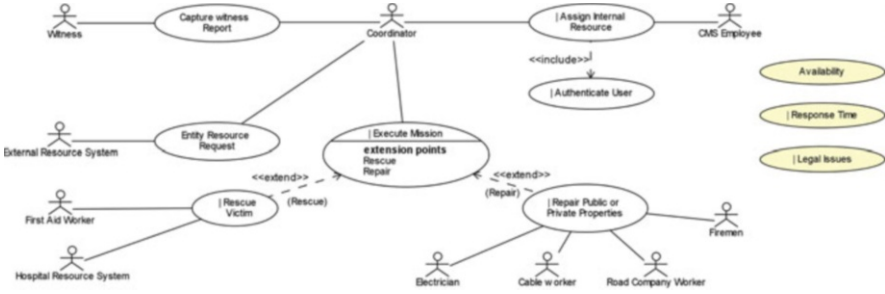 Witness
Capture witness
Report
Coordinator
| Assign Internal
Resource
CMS Employee
<<include>>
| Authenticate User
Availability
| Response Time
| Legal Issues
External Resource System
Entity Resource
Request
| Execute Mission
extension points
Rescue
Repair
<<extend>>
(Rescue)
<<extend>>
(Repair)
First Aid Worker
| Rescue
Victim
Hospital Resource System
| Repair Public or
Private Properties
Firemen
Electrician
Cable worker
Road Company Worker